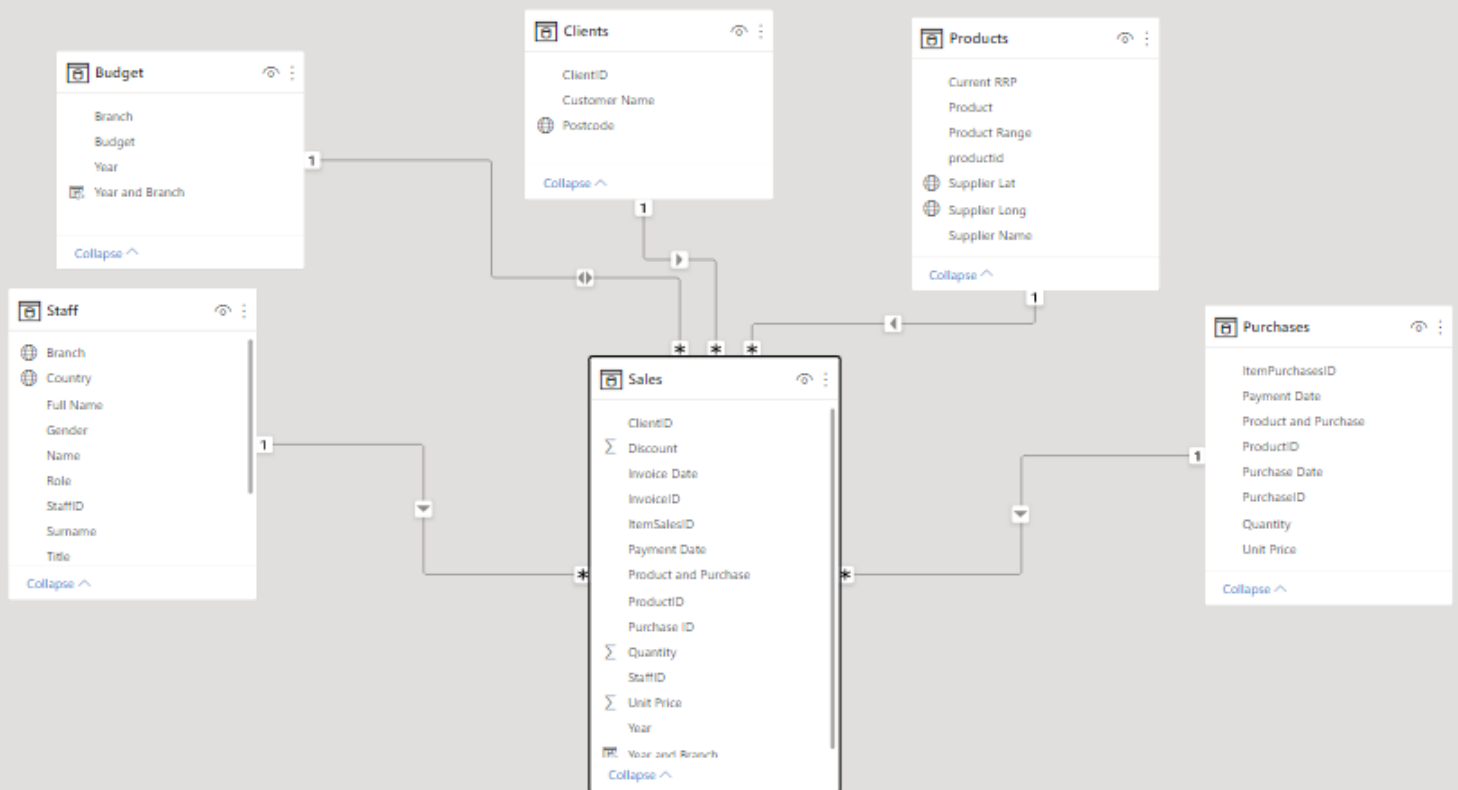 Budget
Branch
Budget
Year
Year and Branch
Collapse
Clients
ClientID
Customer Name
Postcode
Collapse
Products
Current RRP
Product
Product Range
productid
Supplier Lat
Supplier Long
Supplier Name
Collapse
1
1
1
Staff
Branch
Country
Full Name
Gender
Name
Role
StaffID
Surname
Title
Collapse
1
* * *
Sales
ClientID
Discount
Invoice Date
InvoiceID
ItemSalesID
Payment Date
Product and Purchase
ProductID
Purchase ID
Quantity
StaffID
Unit Price
Year
Year and Branch
Collapse
*
*
Purchases
ItemPurchasesID
Payment Date
Product and Purchase
ProductID
Purchase Date
PurchaseID
Quantity
Unit Price
Collapse
1